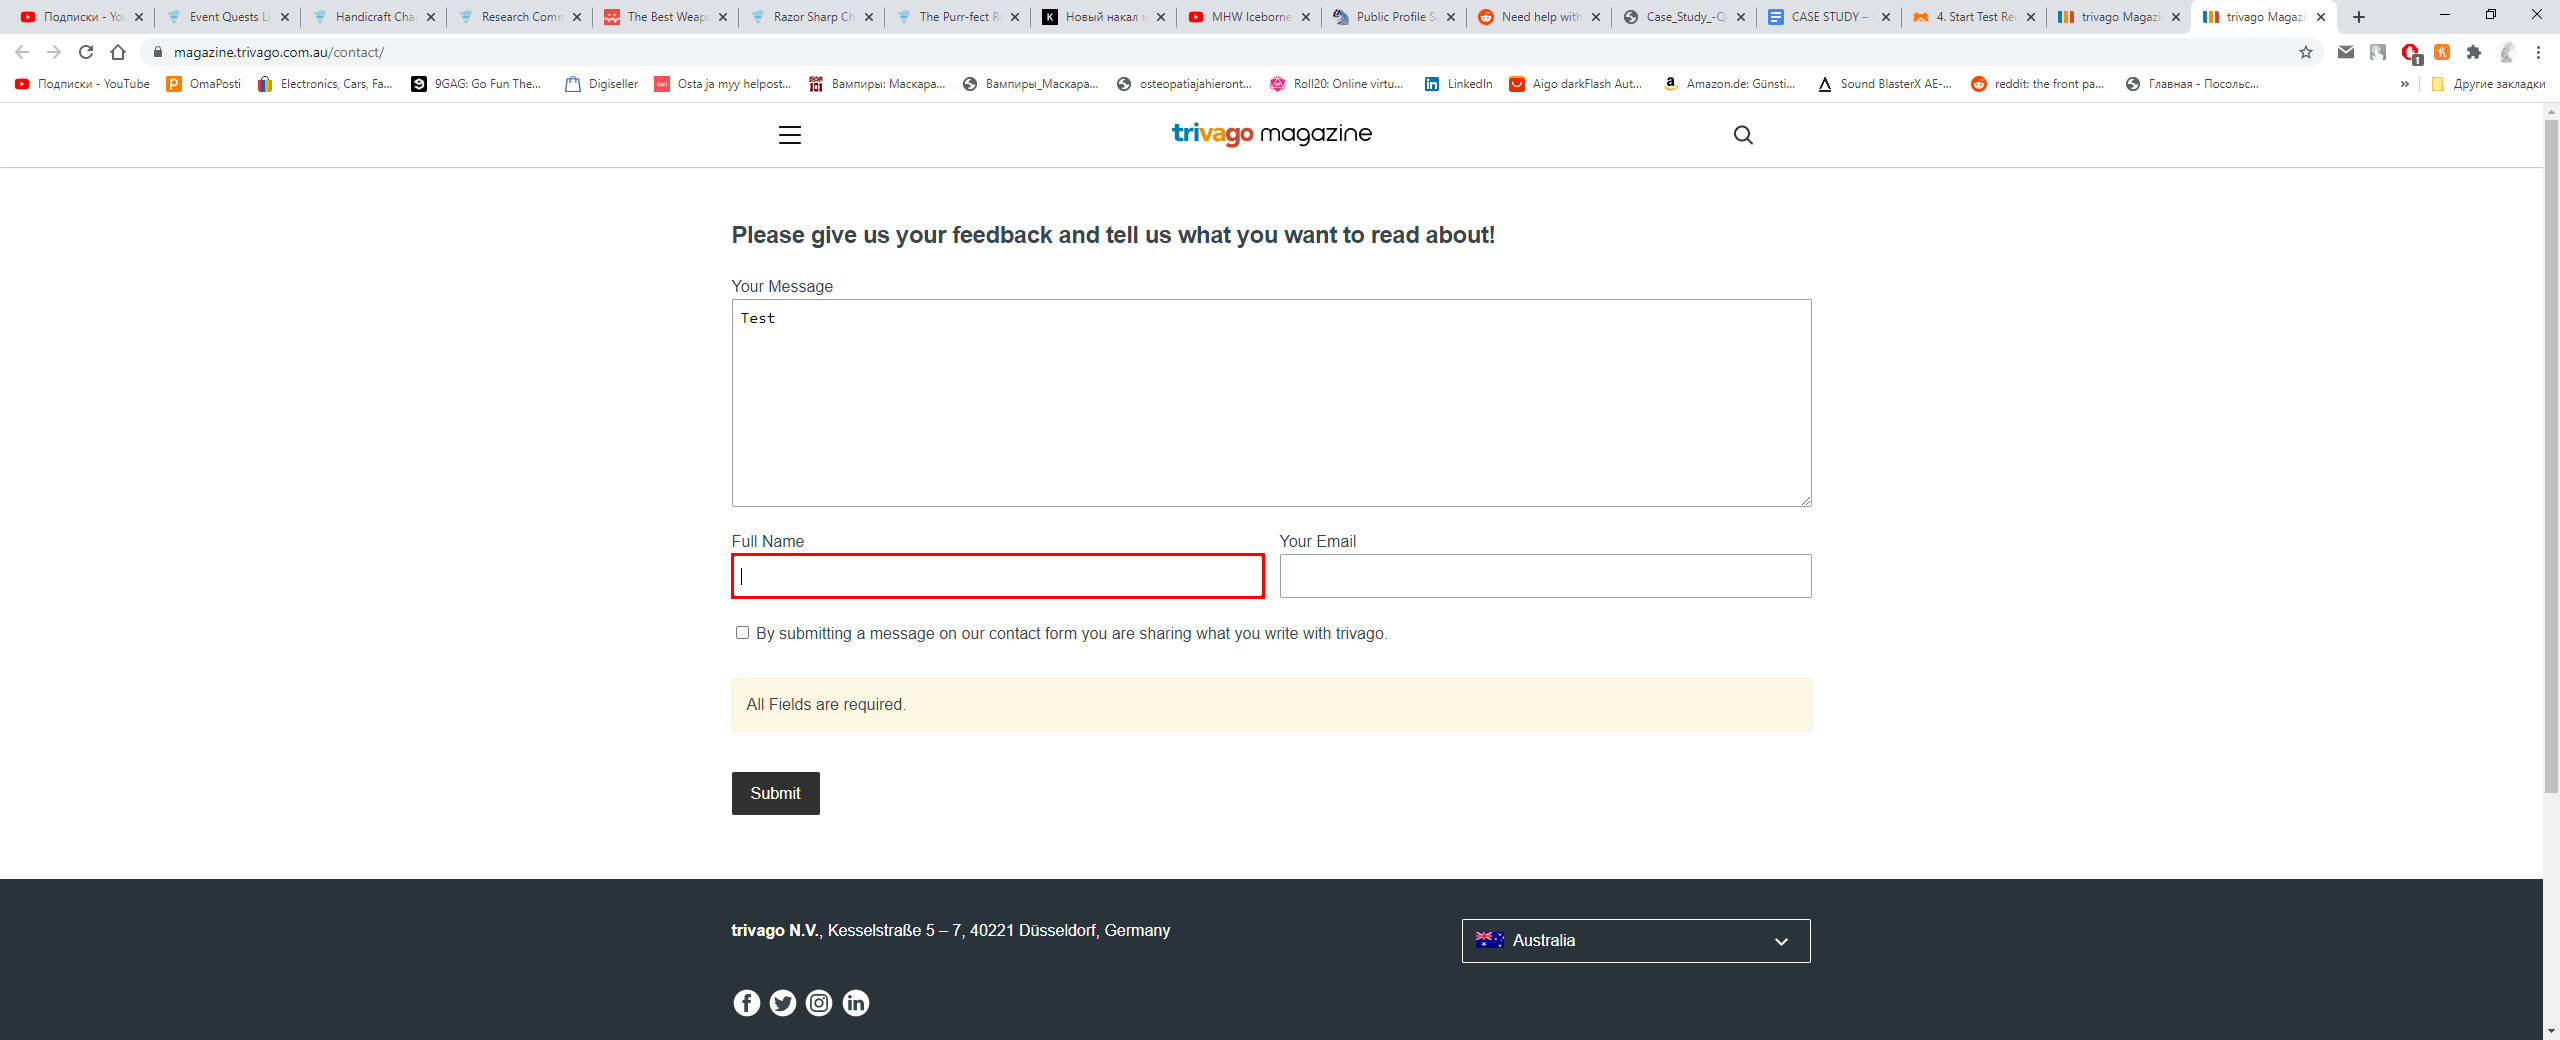 Подписки - You
Event Quests Li
Handicraft Char
Research Comm
The Best Weapo
Razor Sharp Ch
The Purr-fect Ro
Новый накал м
MHW Iceborne
Public Profile S
Need help with
Case_Study_-Q
CASE STUDY –
4. Start Test Rec
trivago Magazi
trivago Magazi
magazine.trivago.com.au/contact/
1
Подписки - YouTube
OmaPosti
Electronics, Cars, Fa...
9GAG: Go Fun The...
Digiseller
Osta ja myy helpost...
Вампиры: Маскара...
Вампиры_Маскара...
osteopatiajahieront...
Roll20: Online virtu...
LinkedIn
Aigo darkFlash Aut...
Amazon.de: Günsti...
Sound BlasterX AE-...
reddit: the front pa...
Главная - Посольс...
»
Другие закладки
trivago magazine
Please give us your feedback and tell us what you want to read about!
Your Message
Test
Full Name
Your Email
By submitting a message on our contact form you are sharing what you write with trivago.
All Fields are required.
Submit
trivago N.V., Kesselstraße 5 – 7, 40221 Düsseldorf, Germany
Australia